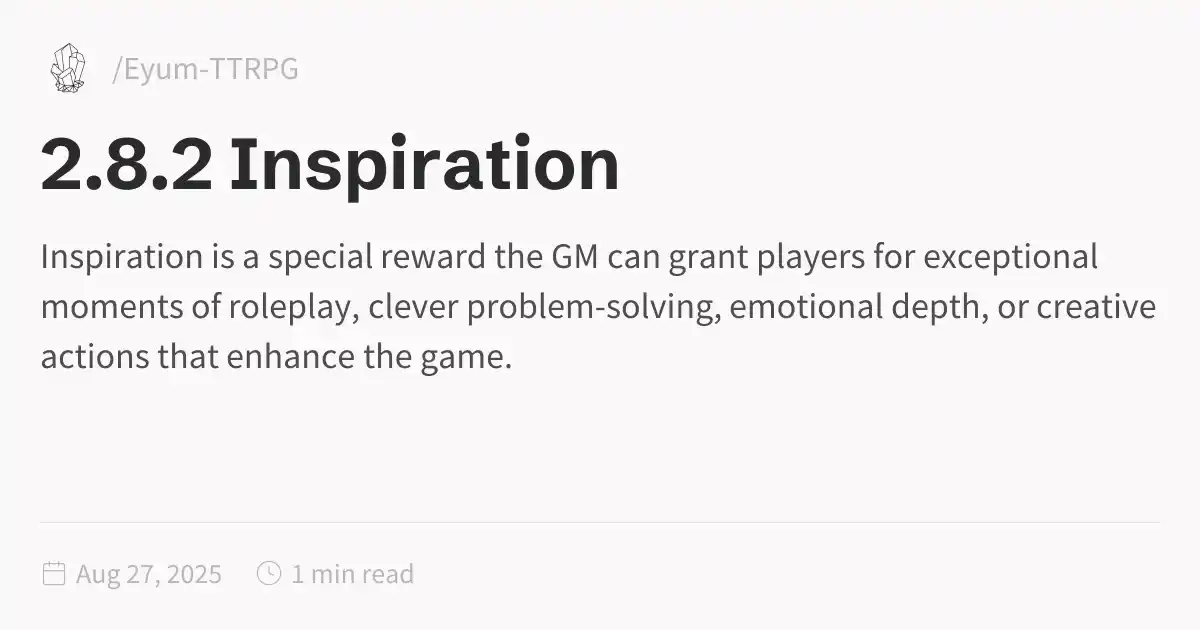 /Eyum-TTRPG
2.8.2 Inspiration
Inspiration is a special reward the GM can grant players for exceptional
moments of roleplay, clever problem-solving, emotional depth, or creative
actions that enhance the game.
Aug 27, 2025 1 min read